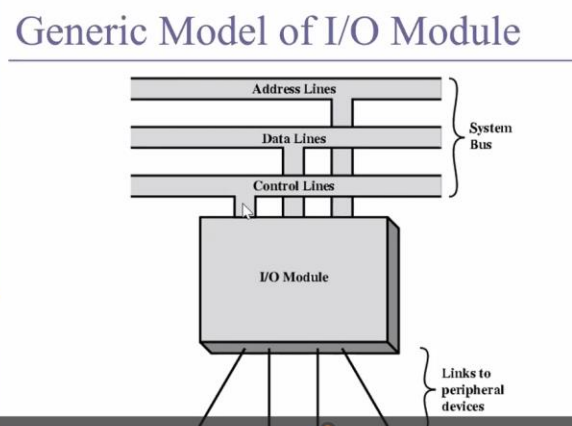 Generic Model of I/O Module
Address Lines
Data Lines
Control Lines
System
Bus
I/O Module
Links to
peripheral
devices